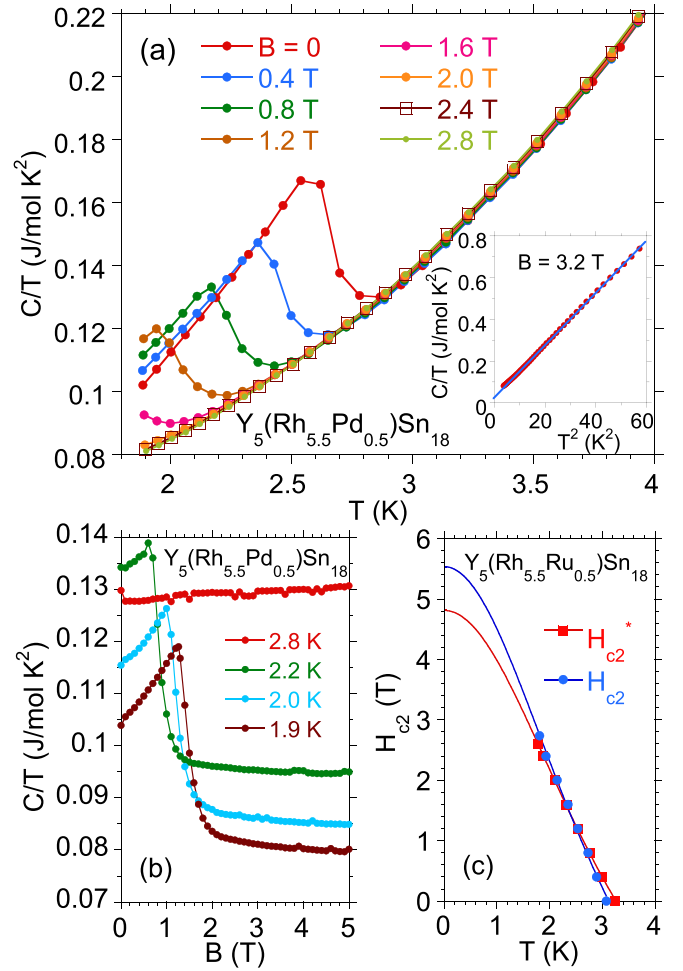 (a)
B = 0
0.4 T
0.8 T
1.2 T
1.6 T
2.0 T
2.4 T
2.8 T
C/T (J/mol K²)
0.22
0.2
0.18
0.16
0.14
0.12
0.1
0.08
2
2.5
3
3.5
4
T (K)
Y₅(Rh₅.₅Pd₀.₅)Sn₁₈
B = 3.2 T
C/T (J/mol K²)
0.8
0.6
0.4
0.2
0
0 10 20 30 40 50 60
T² (K²)
Y₅(Rh₅.₅Pd₀.₅)Sn₁₈
2.8 K
2.2 K
2.0 K
1.9 K
(b)
C/T (J/mol K²)
0.14
0.13
0.12
0.11
0.1
0.09
0.08
0.07
0 1 2 3 4 5
B (T)
Y₅(Rh₅.₅Ru₀.₅)Sn₁₈
H_c2*
H_c2
(c)
H_c2 (T)
6
5
4
3
2
1
0
0 1 2 3 4
T (K)